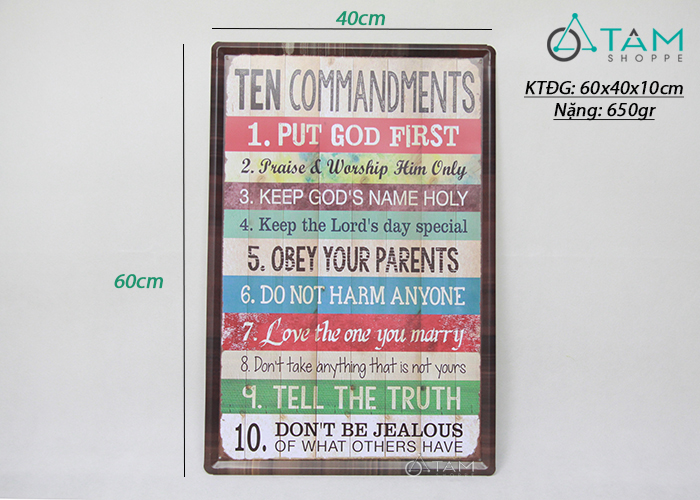 40cm
ATAM
SHOPPE
KTĐG: 60x40x10cm
Nặng: 650gr
60cm
TEN COMMANDMENTS
1. PUT GOD FIRST
2. Praise & Worship Him Only
3. KEEP GOD'S NAME HOLY
4. Keep the Lord's day special
5. OBEY YOUR PARENTS
6. DO NOT HARM ANYONE
7. Love the one you marry
8. Don't take anything that is not yours
9. TELL THE TRUTH
10. DON'T BE JEALOUS
OF WHAT OTHERS HAVE
ATAM
SHOPPE